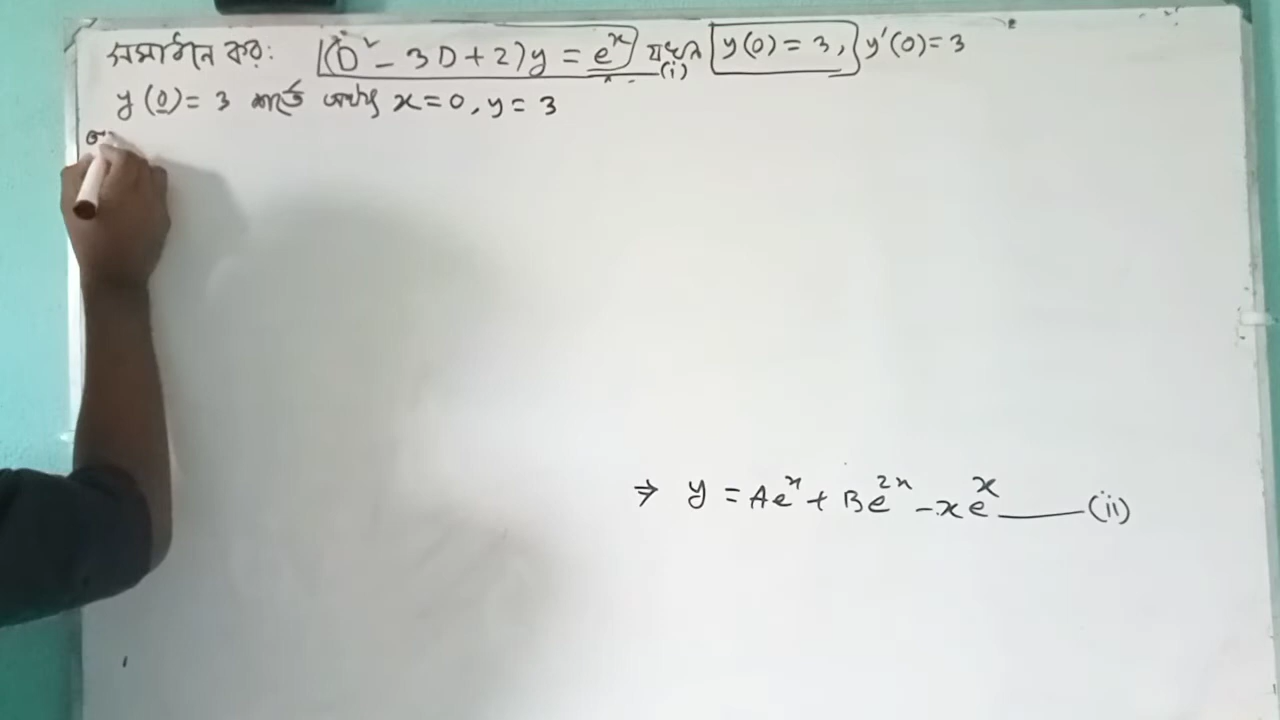 সমাধান কর: (D² - 3D + 2)y = eˣ যখন y(0) = 3, y'(0) = 3
(i)
y(0) = 3 শর্তে অর্থাৎ x = 0, y = 3
⇒ y = Aeˣ + Be²ˣ - xeˣ (ii)